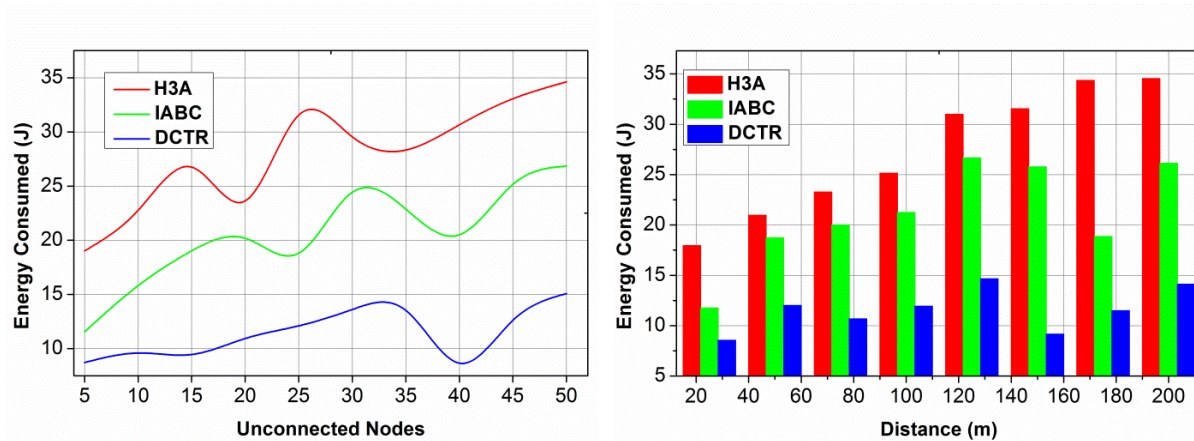 35
30
25
20
15
10
Energy Consumed (J)
H3A
IABC
DCTR
5 10 15 20 25 30 35 40 45 50
Unconnected Nodes
35
30
25
20
15
10
5
Energy Consumed (J)
H3A
IABC
DCTR
20 40 60 80 100 120 140 160 180 200
Distance (m)